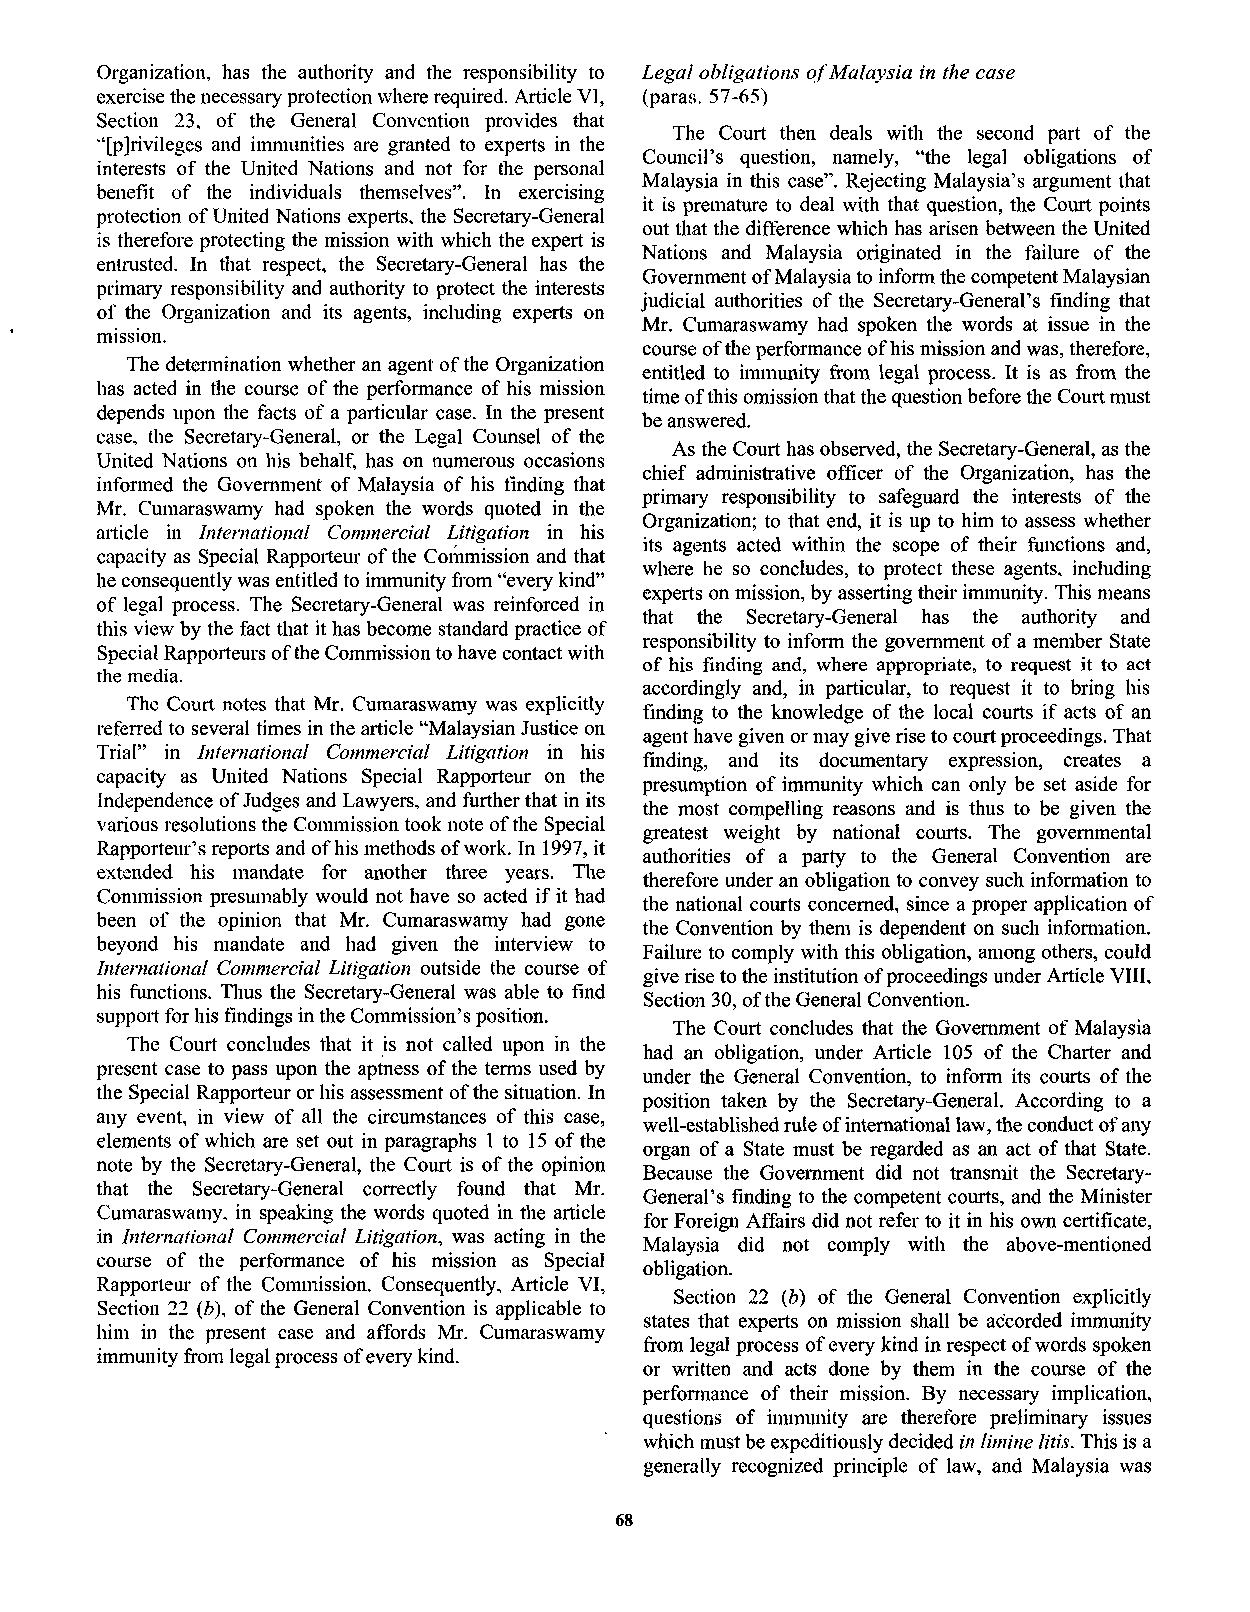 Organization, has the authority and the responsibility to
exercise the necessary protection where required. Article VI,
Section 23, of the General Convention provides that
“[p]rivileges and immunities are granted to experts in the
interests of the United Nations and not for the personal
benefit of the individuals themselves”. In exercising
protection of United Nations experts, the Secretary-General
is therefore protecting the mission with which the expert is
entrusted. In that respect, the Secretary-General has the
primary responsibility and authority to protect the interests
of the Organization and its agents, including experts on
mission.
The determination whether an agent of the Organization
has acted in the course of the performance of his mission
depends upon the facts of a particular case. In the present
case, the Secretary-General, or the Legal Counsel of the
United Nations on his behalf, has on numerous occasions
informed the Government of Malaysia of his finding that
Mr. Cumaraswamy had spoken the words quoted in the
article in International Commercial Litigation in his
capacity as Special Rapporteur of the Commission and that
he consequently was entitled to immunity from “every kind”
of legal process. The Secretary-General was reinforced in
this view by the fact that it has become standard practice of
Special Rapporteurs of the Commission to have contact with
the media.
The Court notes that Mr. Cumaraswamy was explicitly
referred to several times in the article “Malaysian Justice on
Trial” in International Commercial Litigation in his
capacity as United Nations Special Rapporteur on the
Independence of Judges and Lawyers, and further that in its
various resolutions the Commission took note of the Special
Rapporteur’s reports and of his methods of work. In 1997, it
extended his mandate for another three years. The
Commission presumably would not have so acted if it had
been of the opinion that Mr. Cumaraswamy had gone
beyond his mandate and had given the interview to
International Commercial Litigation outside the course of
his functions. Thus the Secretary-General was able to find
support for his findings in the Commission’s position.
The Court concludes that it is not called upon in the
present case to pass upon the aptness of the terms used by
the Special Rapporteur or his assessment of the situation. In
any event, in view of all the circumstances of this case,
elements of which are set out in paragraphs 1 to 15 of the
note by the Secretary-General, the Court is of the opinion
that the Secretary-General correctly found that Mr.
Cumaraswamy, in speaking the words quoted in the article
in International Commercial Litigation, was acting in the
course of the performance of his mission as Special
Rapporteur of the Commission. Consequently, Article VI,
Section 22 (b), of the General Convention is applicable to
him in the present case and affords Mr. Cumaraswamy
immunity from legal process of every kind.
Legal obligations of Malaysia in the case
(paras. 57-65)
The Court then deals with the second part of the
Council’s question, namely, “the legal obligations of
Malaysia in this case”. Rejecting Malaysia’s argument that
it is premature to deal with that question, the Court points
out that the difference which has arisen between the United
Nations and Malaysia originated in the failure of the
Government of Malaysia to inform the competent Malaysian
judicial authorities of the Secretary-General’s finding that
Mr. Cumaraswamy had spoken the words at issue in the
course of the performance of his mission and was, therefore,
entitled to immunity from legal process. It is as from the
time of this omission that the question before the Court must
be answered.
As the Court has observed, the Secretary-General, as the
chief administrative officer of the Organization, has the
primary responsibility to safeguard the interests of the
Organization; to that end, it is up to him to assess whether
its agents acted within the scope of their functions and,
where he so concludes, to protect these agents, including
experts on mission, by asserting their immunity. This means
that the Secretary-General has the authority and
responsibility to inform the government of a member State
of his finding and, where appropriate, to request it to act
accordingly and, in particular, to request it to bring his
finding to the knowledge of the local courts if acts of an
agent have given or may give rise to court proceedings. That
finding, and its documentary expression, creates a
presumption of immunity which can only be set aside for
the most compelling reasons and is thus to be given the
greatest weight by national courts. The governmental
authorities of a party to the General Convention are
therefore under an obligation to convey such information to
the national courts concerned, since a proper application of
the Convention by them is dependent on such information.
Failure to comply with this obligation, among others, could
give rise to the institution of proceedings under Article VIII,
Section 30, of the General Convention.
The Court concludes that the Government of Malaysia
had an obligation, under Article 105 of the Charter and
under the General Convention, to inform its courts of the
position taken by the Secretary-General. According to a
well-established rule of international law, the conduct of any
organ of a State must be regarded as an act of that State.
Because the Government did not transmit the Secretary-
General’s finding to the competent courts, and the Minister
for Foreign Affairs did not refer to it in his own certificate,
Malaysia did not comply with the above-mentioned
obligation.
Section 22 (b) of the General Convention explicitly
states that experts on mission shall be accorded immunity
from legal process of every kind in respect of words spoken
or written and acts done by them in the course of the
performance of their mission. By necessary implication,
questions of immunity are therefore preliminary issues
which must be expeditiously decided in limine litis. This is a
generally recognized principle of law, and Malaysia was
68